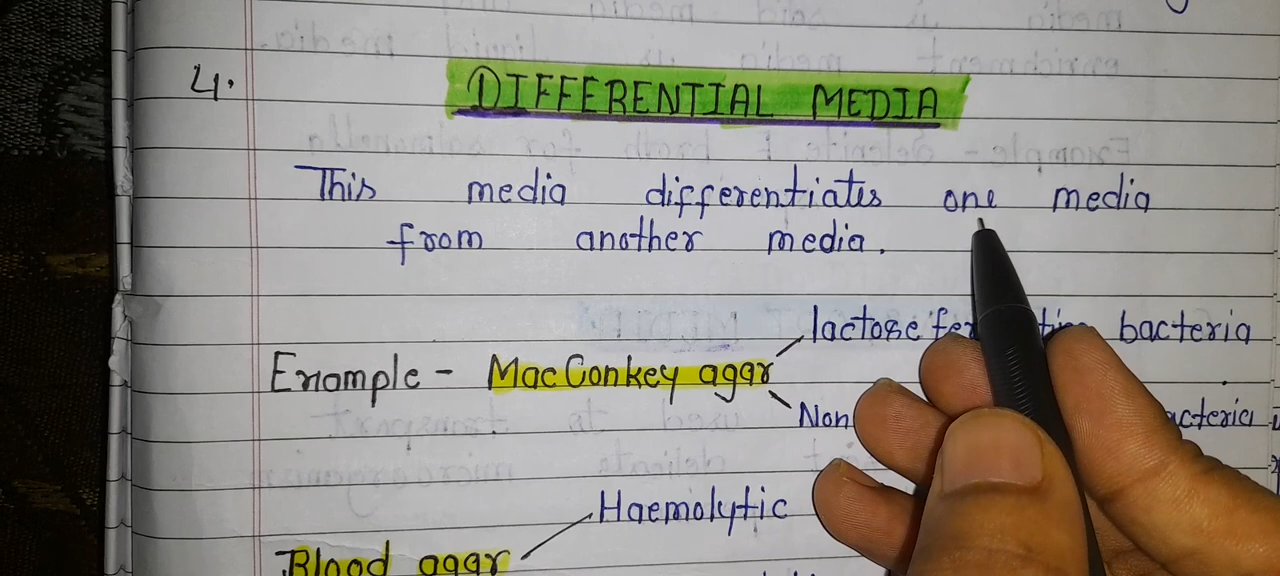 4. DIFFERENTIAL MEDIA
This media differentiates one media
from another media.
lactose bacteria
Example - MacConkey agar
Non
Haemolytic
Blood agar